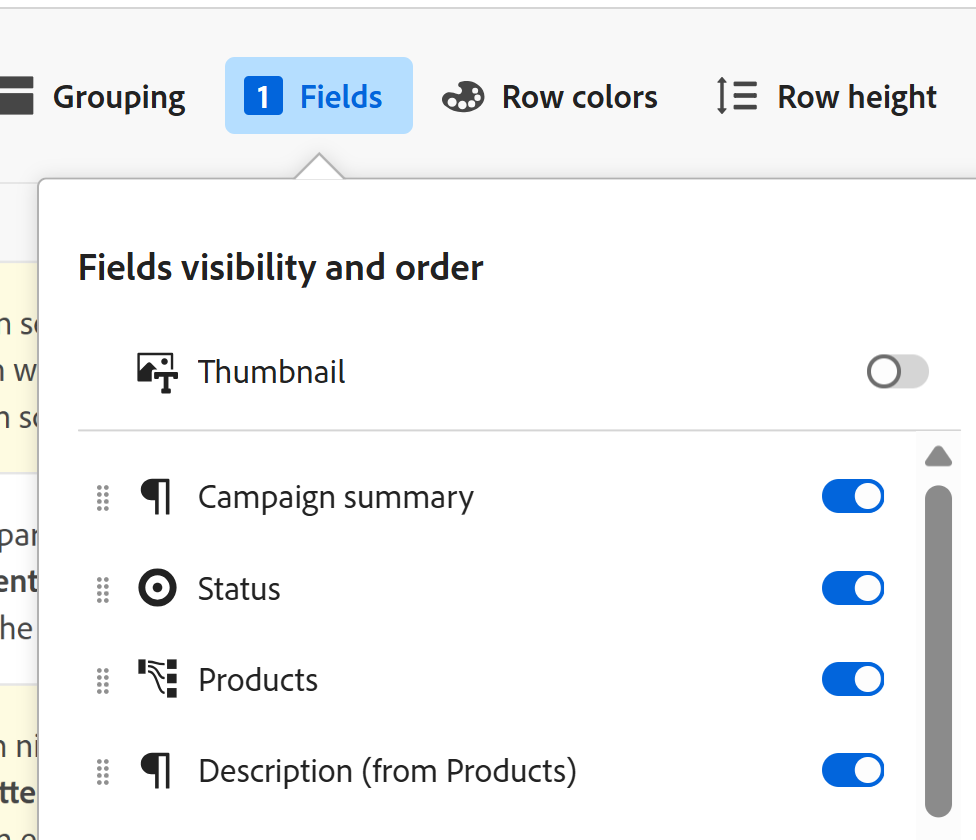 Grouping 1 Fields Row colors Row height
Fields visibility and order
Thumbnail
Campaign summary
Status
Products
Description (from Products)